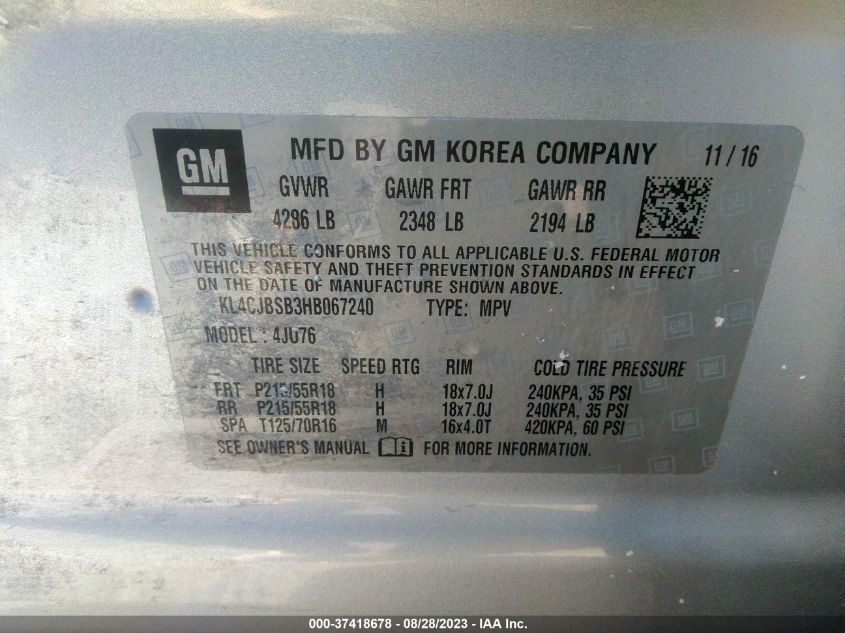 GM MFD BY GM KOREA COMPANY 11/16
GVWR GAWR FRT GAWR RR
4296 LB 2348 LB 2194 LB
THIS VEHICLE CONFORMS TO ALL APPLICABLE U.S. FEDERAL MOTOR
VEHICLE SAFETY AND THEFT PREVENTION STANDARDS IN EFFECT
ON THE DATE OF MANUFACTURE SHOWN ABOVE.
KL4CJBSB3HB067240 TYPE: MPV
MODEL: 4JU76
TIRE SIZE SPEED RTG RIM COLD TIRE PRESSURE
FRT P215/55R18 H 18x7.0J 240KPA, 35 PSI
RR P215/55R18 H 18x7.0J 240KPA, 35 PSI
SPA T125/70R16 M 16x4.0T 420KPA, 60 PSI
SEE OWNER'S MANUAL i FOR MORE INFORMATION.
000-37418678 - 08/28/2023 - IAA Inc.